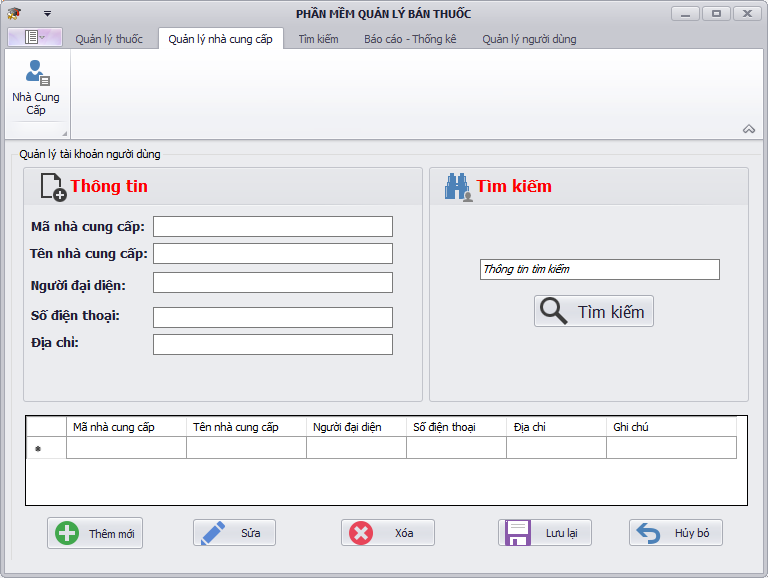 PHẦN MỀM QUẢN LÝ BÁN THUỐC
Quản lý thuốc Quản lý nhà cung cấp Tìm kiếm Báo cáo - Thống kê Quản lý người dùng
Nhà Cung
Cấp
Quản lý tài khoản người dùng
Thông tin
Mã nhà cung cấp:
Tên nhà cung cấp:
Người đại diện:
Số điện thoại:
Địa chỉ:
Tìm kiếm
Thông tin tìm kiếm
Tìm kiếm
Mã nhà cung cấp Tên nhà cung cấp Người đại diện Số điện thoại Địa chỉ Ghi chú
Thêm mới Sửa Xóa Lưu lại Hủy bỏ